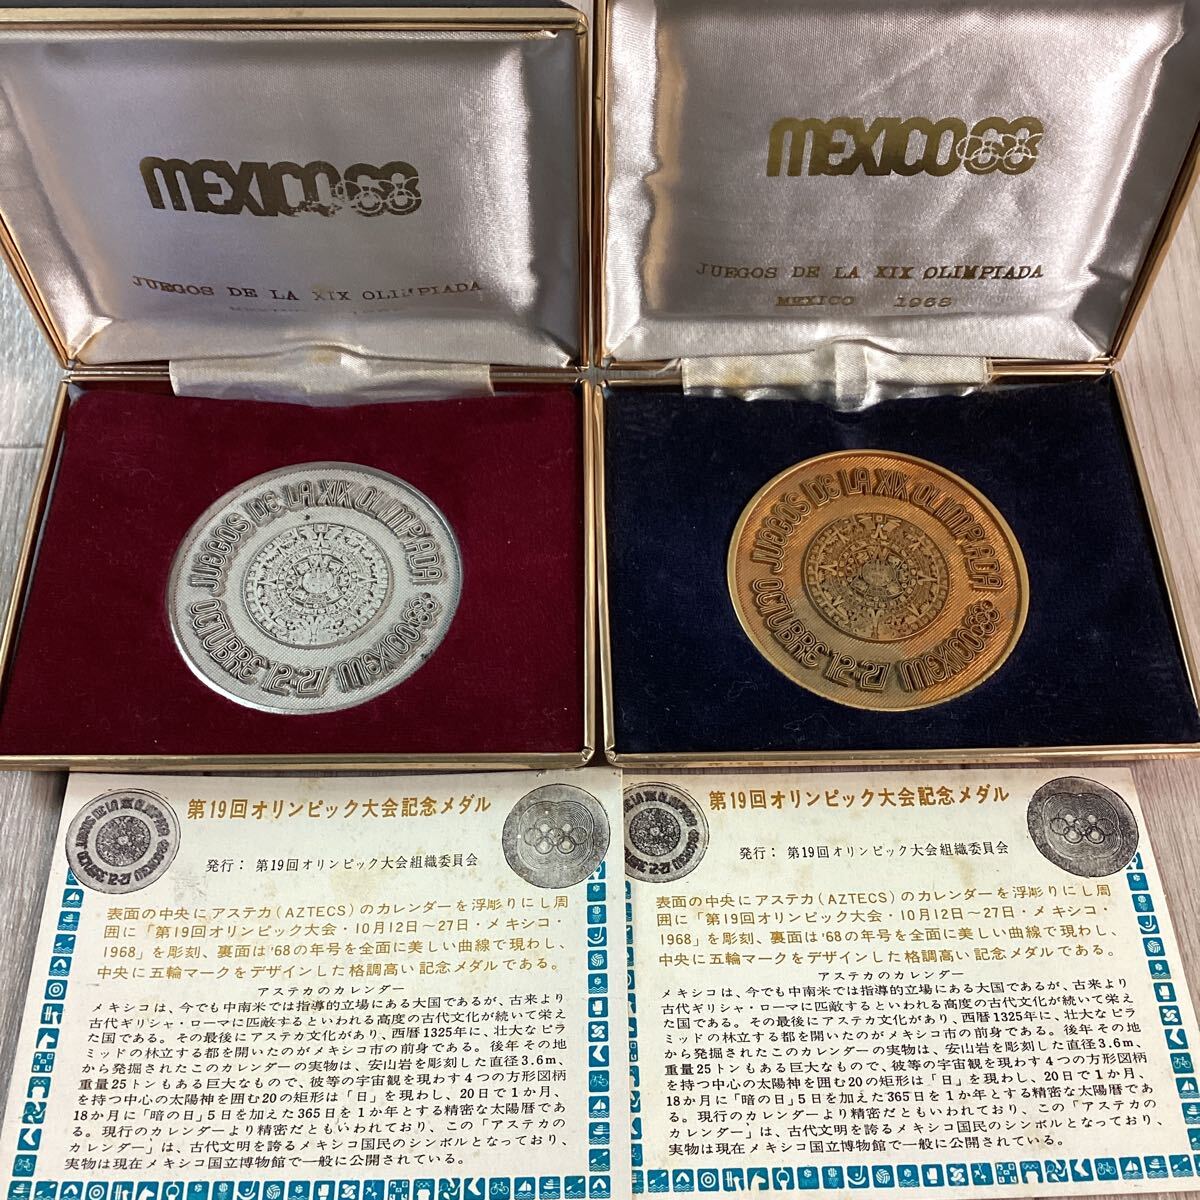 MEXICO68
JUEGOS DE LA XIX OLIMPIADA
MEXICO68
JUEGOS DE LA XIX OLIMPIADA
MEXICO 1968
JUEGOS DE LA XIX OLIMPIADA
OCTUBRE 12-27 MEXICO68
JUEGOS DE LA XIX OLIMPIADA
OCTUBRE 12-27 MEXICO68
第19回オリンピック大会記念メダル
発行：第19回オリンピック大会組織委員会
表面の中央にアステカ(AZTECS)のカレンダーを浮彫りにし周
囲に「第19回オリンピック大会・10月12日〜27日・メキシコ・
1968」を彫刻、裏面は'68の年号を全面に美しい曲線で現わし、
中央に五輪マークをデザインした格調高い記念メダルである。
アステカのカレンダー
メキシコは、今でも中南米では指導的立場にある大国であるが、古来より
古代ギリシャ・ローマに匹敵するといわれる高度の古代文化が続いて栄え
た国である。その最後にアステカ文化があり、西暦1325年に、壮大なピラ
ミッドの林立する都を開いたのがメキシコ市の前身である。後年その地
から発掘されたこのカレンダーの実物は、安山岩を彫刻した直径3.6m、
重量25トンもある巨大なもので、彼等の宇宙観を現わす4つの方形図柄
を持つ中心の太陽神を囲む20の矩形は「日」を現わし、20日で1か月、
18か月に「暗の日」5日を加えた365日を1か年とする精密な太陽暦であ
る。現行のカレンダーより精密だともいわれており、この「アステカの
カレンダー」は、古代文明を誇るメキシコ国民のシンボルとなっており、
実物は現在メキシコ国立博物館で一般に公開されている。
第19回オリンピック大会記念メダル
発行：第19回オリンピック大会組織委員会
表面の中央にアステカ(AZTECS)のカレンダーを浮彫りにし周
囲に「第19回オリンピック大会・10月12日〜27日・メキシコ・
1968」を彫刻、裏面は'68の年号を全面に美しい曲線で現わし、
中央に五輪マークをデザインした格調高い記念メダルである。
アステカのカレンダー
メキシコは、今でも中南米では指導的立場にある大国であるが、古来より
古代ギリシャ・ローマに匹敵するといわれる高度の古代文化が続いて栄え
た国である。その最後にアステカ文化があり、西暦1325年に、壮大なピラ
ミッドの林立する都を開いたのがメキシコ市の前身である。後年その地
から発掘されたこのカレンダーの実物は、安山岩を彫刻した直径3.6m、
重量25トンもある巨大なもので、彼等の宇宙観を現わす4つの方形図柄
を持つ中心の太陽神を囲む20の矩形は「日」を現わし、20日で1か月、
18か月に「暗の日」5日を加えた365日を1か年とする精密な太陽暦であ
る。現行のカレンダーより精密だともいわれており、この「アステカの
カレンダー」は、古代文明を誇るメキシコ国民のシンボルとなっており、
実物は現在メキシコ国立博物館で一般に公開されている。